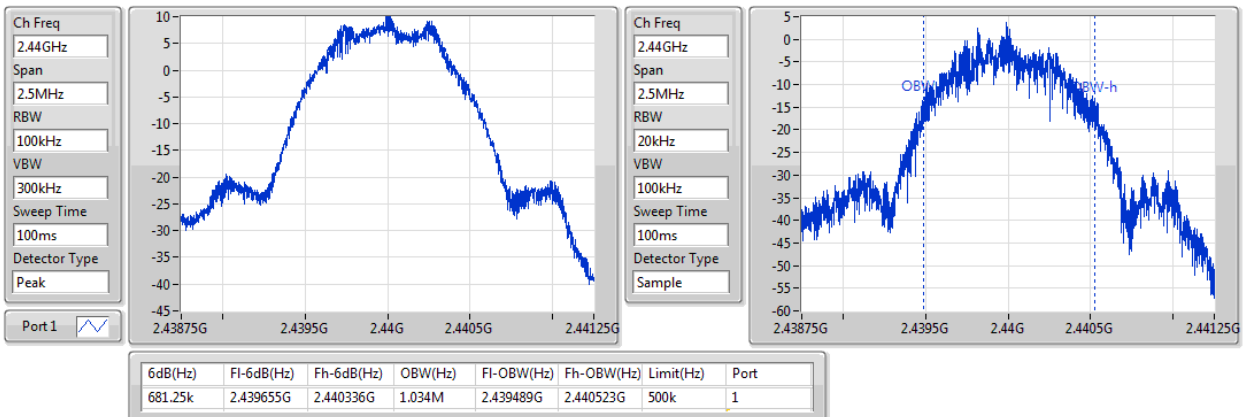 Ch Freq
2.44GHz
Span
2.5MHz
RBW
100kHz
VBW
300kHz
Sweep Time
100ms
Detector Type
Peak
Port 1
10
5
0
-5
-10
-15
-20
-25
-30
-35
-40
-45
2.43875G 2.4395G 2.44G 2.4405G 2.44125G
Ch Freq
2.44GHz
Span
2.5MHz
RBW
20kHz
VBW
100kHz
Sweep Time
100ms
Detector Type
Sample
5
0
-5
-10
-15
-20
-25
-30
-35
-40
-45
-50
-55
-60
OBW
OBW-h
2.43875G 2.4395G 2.44G 2.4405G 2.44125G
6dB(Hz) Fl-6dB(Hz) Fh-6dB(Hz) OBW(Hz) Fl-OBW(Hz) Fh-OBW(Hz) Limit(Hz) Port
681.25k 2.439655G 2.440336G 1.034M 2.439489G 2.440523G 500k 1